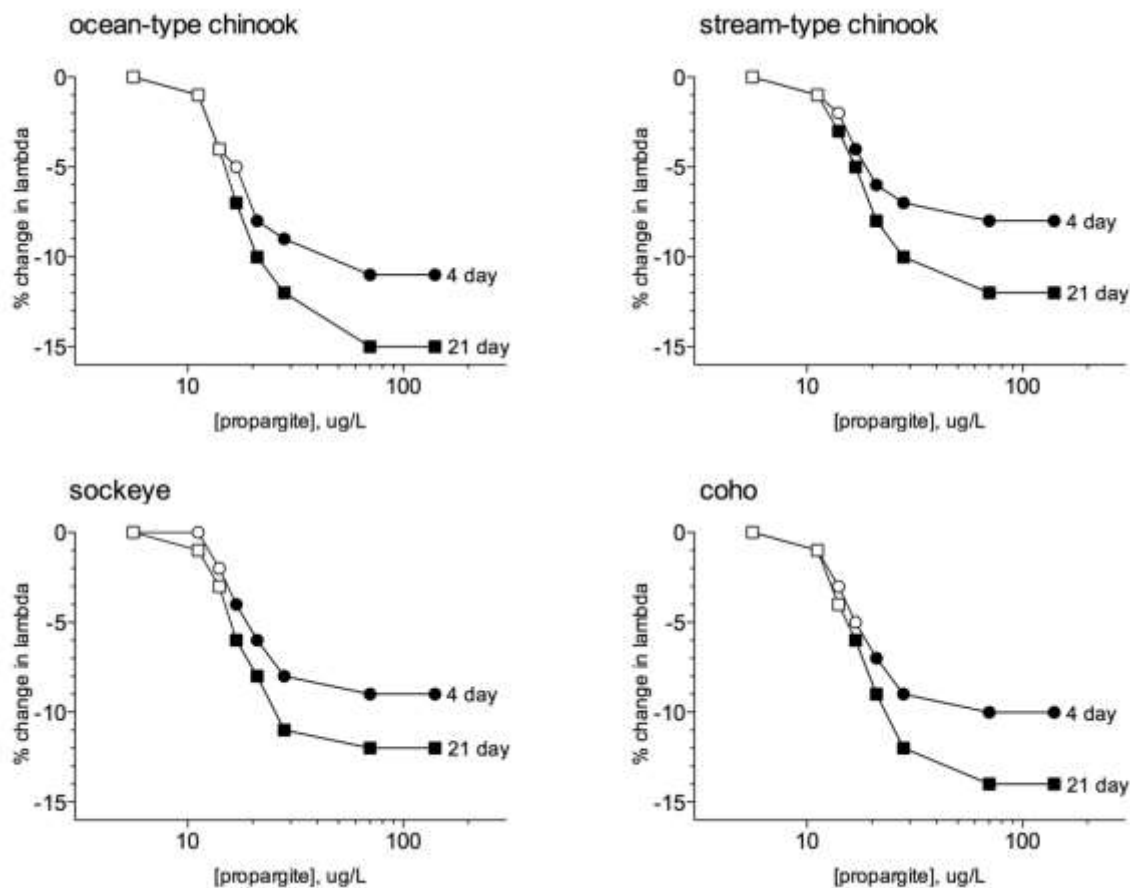 ocean-type chinook
% change in lambda
0
-5
-10
-15
4 day
21 day
10
100
[propargite], ug/L
stream-type chinook
% change in lambda
0
-5
-10
-15
4 day
21 day
10
100
[propargite], ug/L
sockeye
% change in lambda
0
-5
-10
-15
4 day
21 day
10
100
[propargite], ug/L
coho
% change in lambda
0
-5
-10
-15
4 day
21 day
10
100
[propargite], ug/L